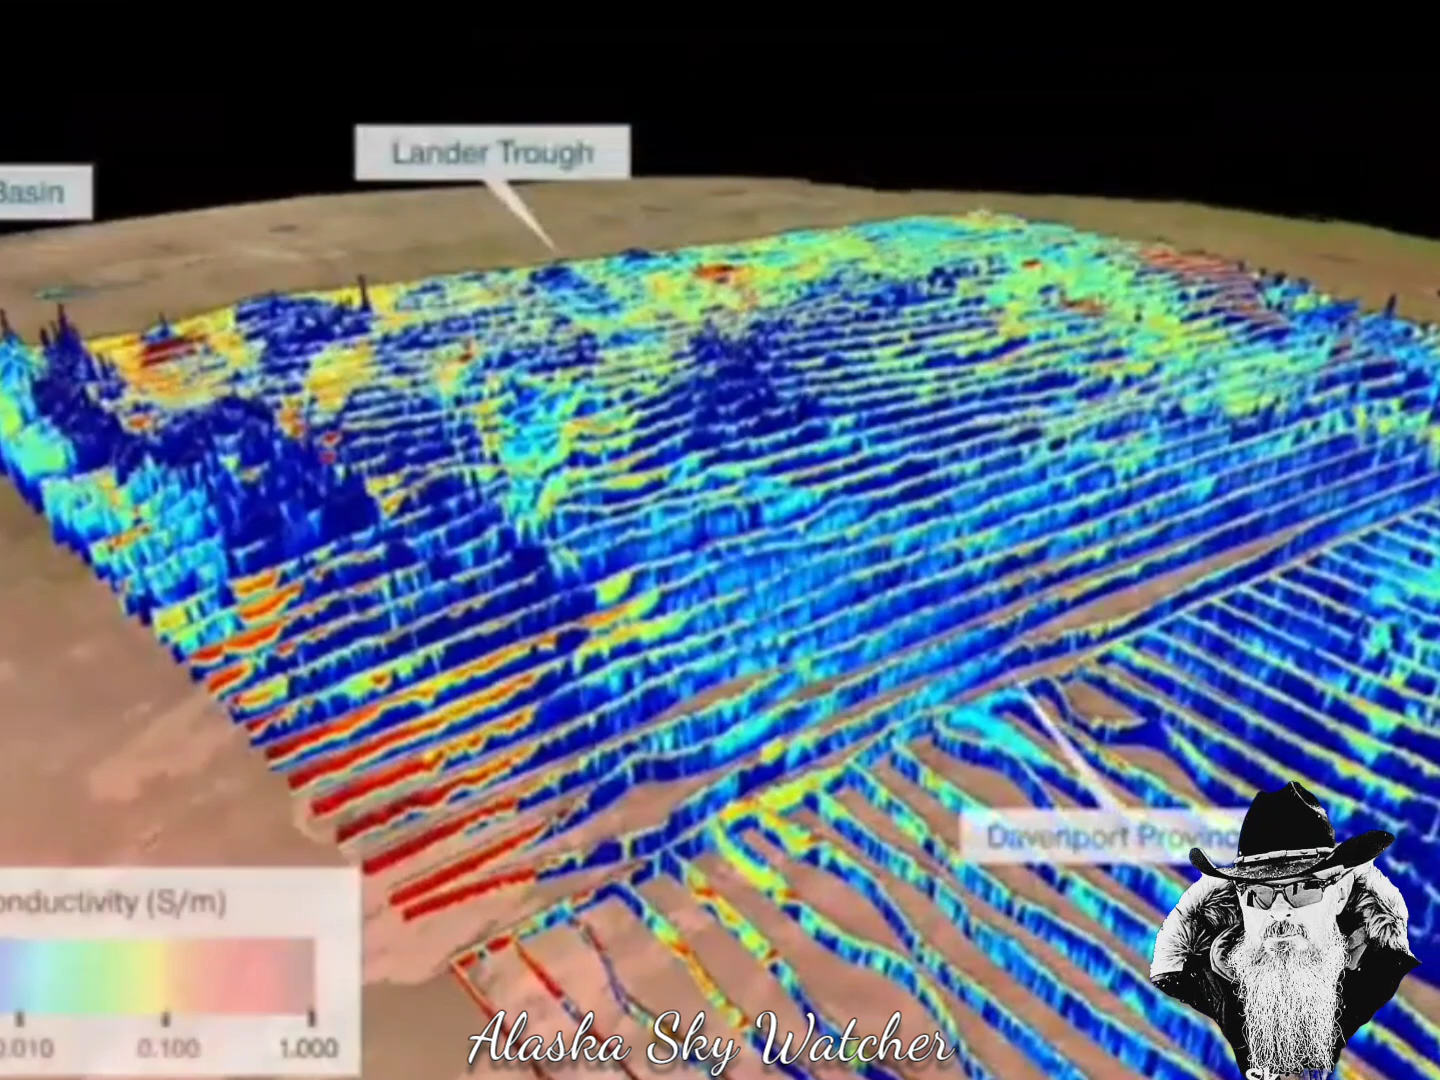 Lander Trough
Basin
Davenport Provinc
onductivity (S/m)
0.010 0.100 1.000
Alaska Sky Watcher